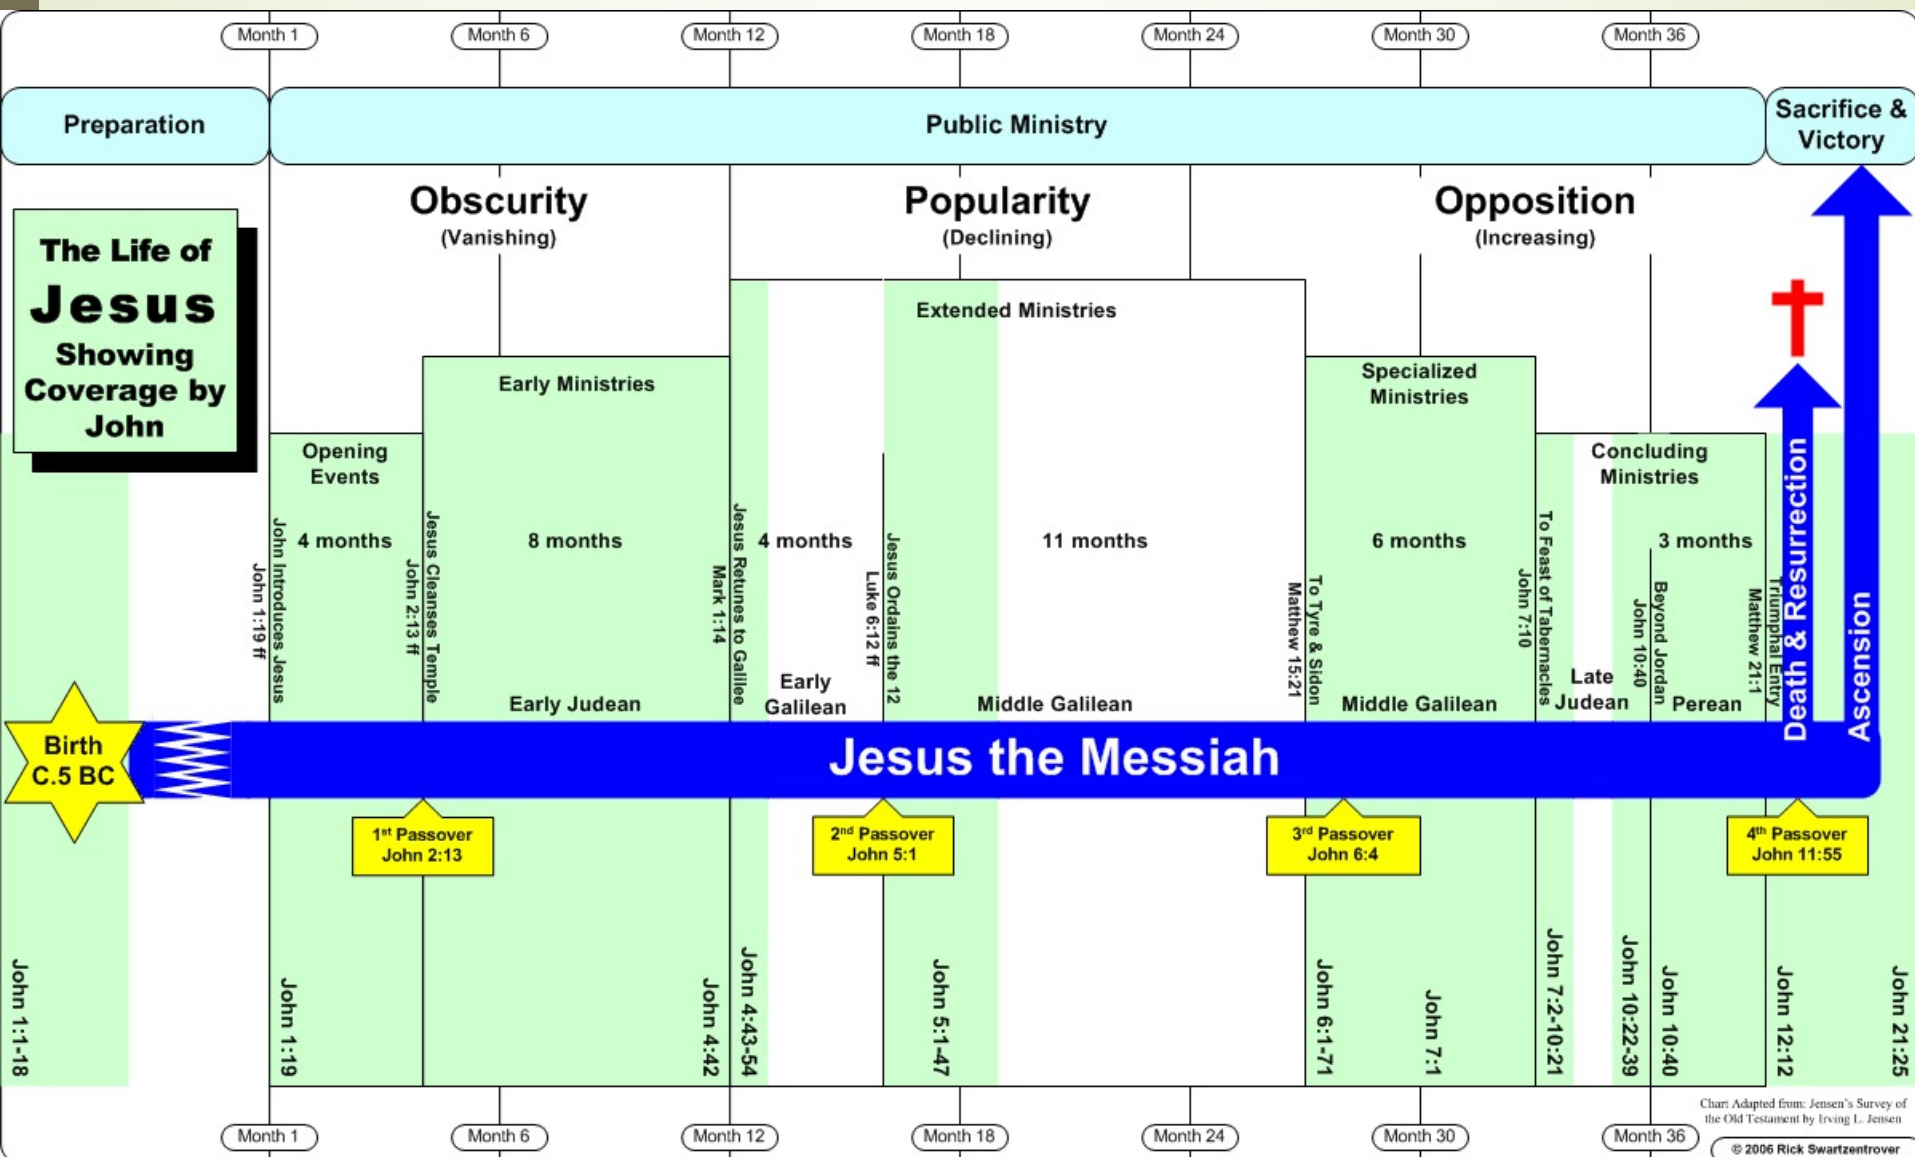 Month 1
Month 6
Month 12
Month 18
Month 24
Month 30
Month 36
Preparation
Public Ministry
Sacrifice &
Victory
Obscurity
(Vanishing)
Popularity
(Declining)
Opposition
(Increasing)
The Life of
Jesus
Showing
Coverage by
John
Extended Ministries
Early Ministries
Specialized
Ministries
Opening
Events
Concluding
Ministries
4 months
8 months
4 months
11 months
6 months
3 months
John 1:19 ff
John Introduces Jesus
John 2:13 ff
Jesus Cleanses Temple
Mark 1:14
Jesus Retunes to Galilee
Luke 6:12 ff
Jesus Ordains the 12
Matthew 15:21
To Tyre & Sidon
John 7:10
To Feast of Tabernacles
John 10:40
Beyond Jordan
Matthew 21:1
Triumphal Entry
Death & Resurrection
Ascension
Early Judean
Early
Galilean
Middle Galilean
Middle Galilean
Late
Judean
Perean
Birth
C.5 BC
Jesus the Messiah
1st Passover
John 2:13
2nd Passover
John 5:1
3rd Passover
John 6:4
4th Passover
John 11:55
John 1:1-18
John 1:19
John 4:42
John 4:43-54
John 5:1-47
John 6:1-71
John 7:1
John 7:2-10:21
John 10:22-39
John 10:40
John 12:12
John 21:25
Chart Adapted from: Jensen's Survey of
the Old Testament by Irving L. Jensen
Month 1
Month 6
Month 12
Month 18
Month 24
Month 30
Month 36
© 2006 Rick Swartzentrover